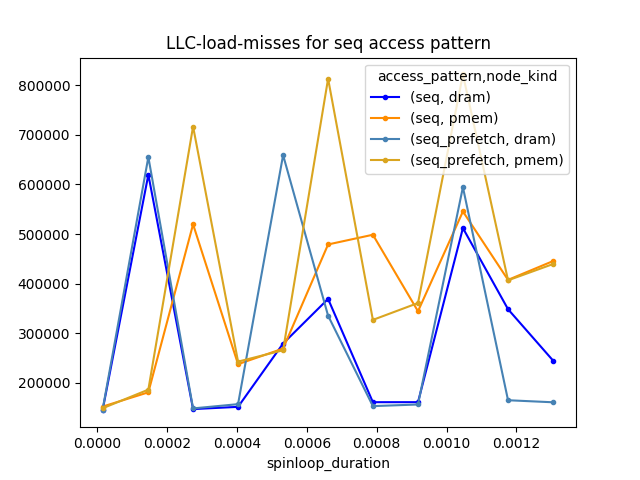 LLC-load-misses for seq access pattern
access_pattern,node_kind
(seq, dram)
(seq, pmem)
(seq_prefetch, dram)
(seq_prefetch, pmem)
800000
700000
600000
500000
400000
300000
200000
0.0000 0.0002 0.0004 0.0006 0.0008 0.0010 0.0012
spinloop_duration